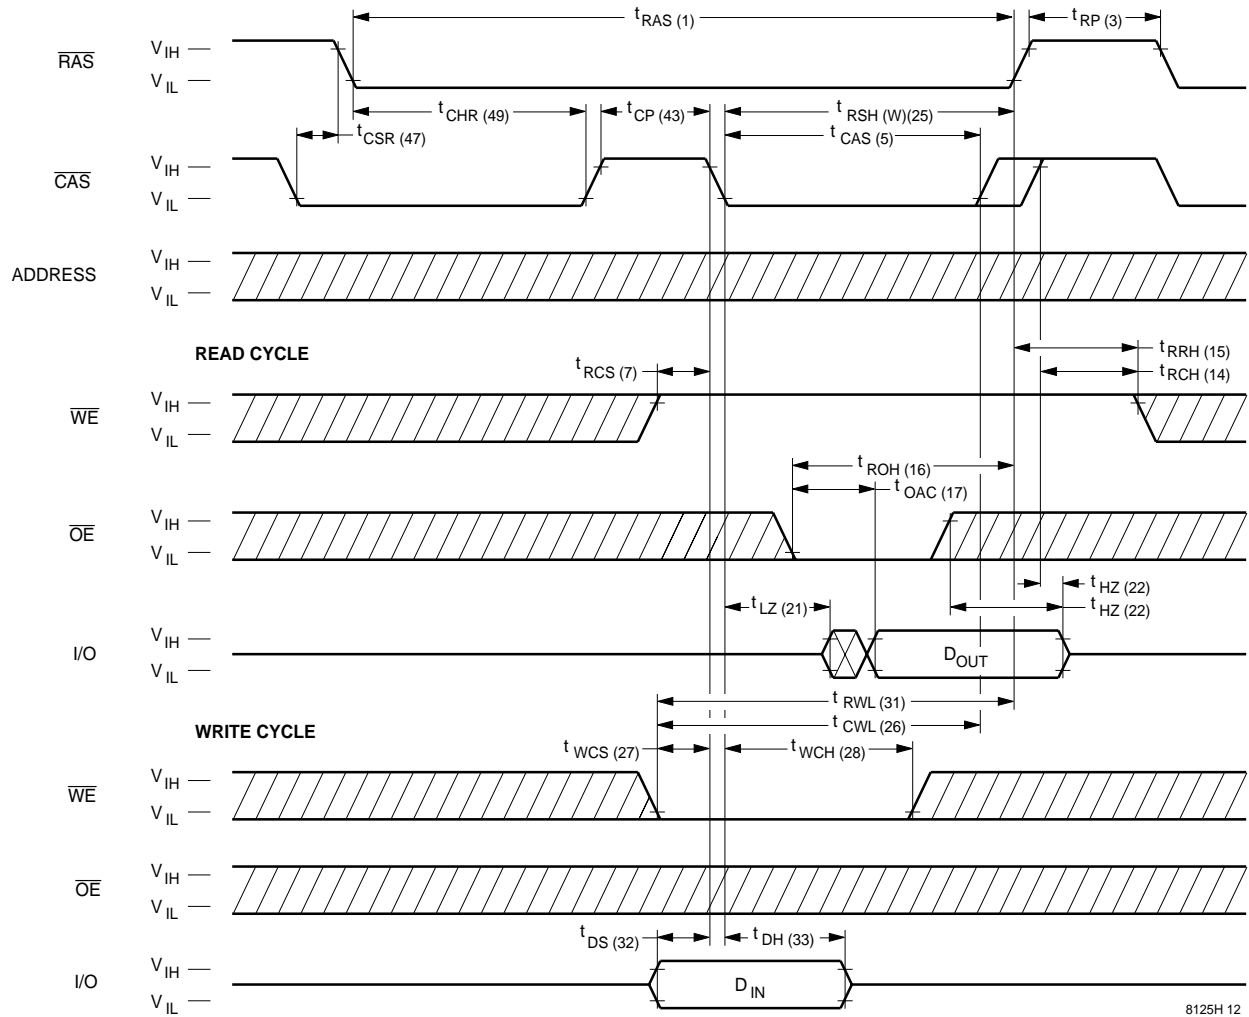 t RAS (1)
t RP (3)
RAS
V IH
V IL
t CHR (49)
t CP (43)
t RSH (W)(25)
t CSR (47)
t CAS (5)
CAS
V IH
V IL
ADDRESS
V IH
V IL
READ CYCLE
t RRH (15)
t RCS (7)
t RCH (14)
WE
V IH
V IL
t ROH (16)
t OAC (17)
OE
V IH
V IL
t HZ (22)
t LZ (21)
t HZ (22)
I/O
V IH
V IL
D OUT
t RWL (31)
WRITE CYCLE
t CWL (26)
t WCS (27)
t WCH (28)
WE
V IH
V IL
OE
V IH
V IL
t DS (32)
t DH (33)
I/O
V IH
V IL
D IN
8125H 12